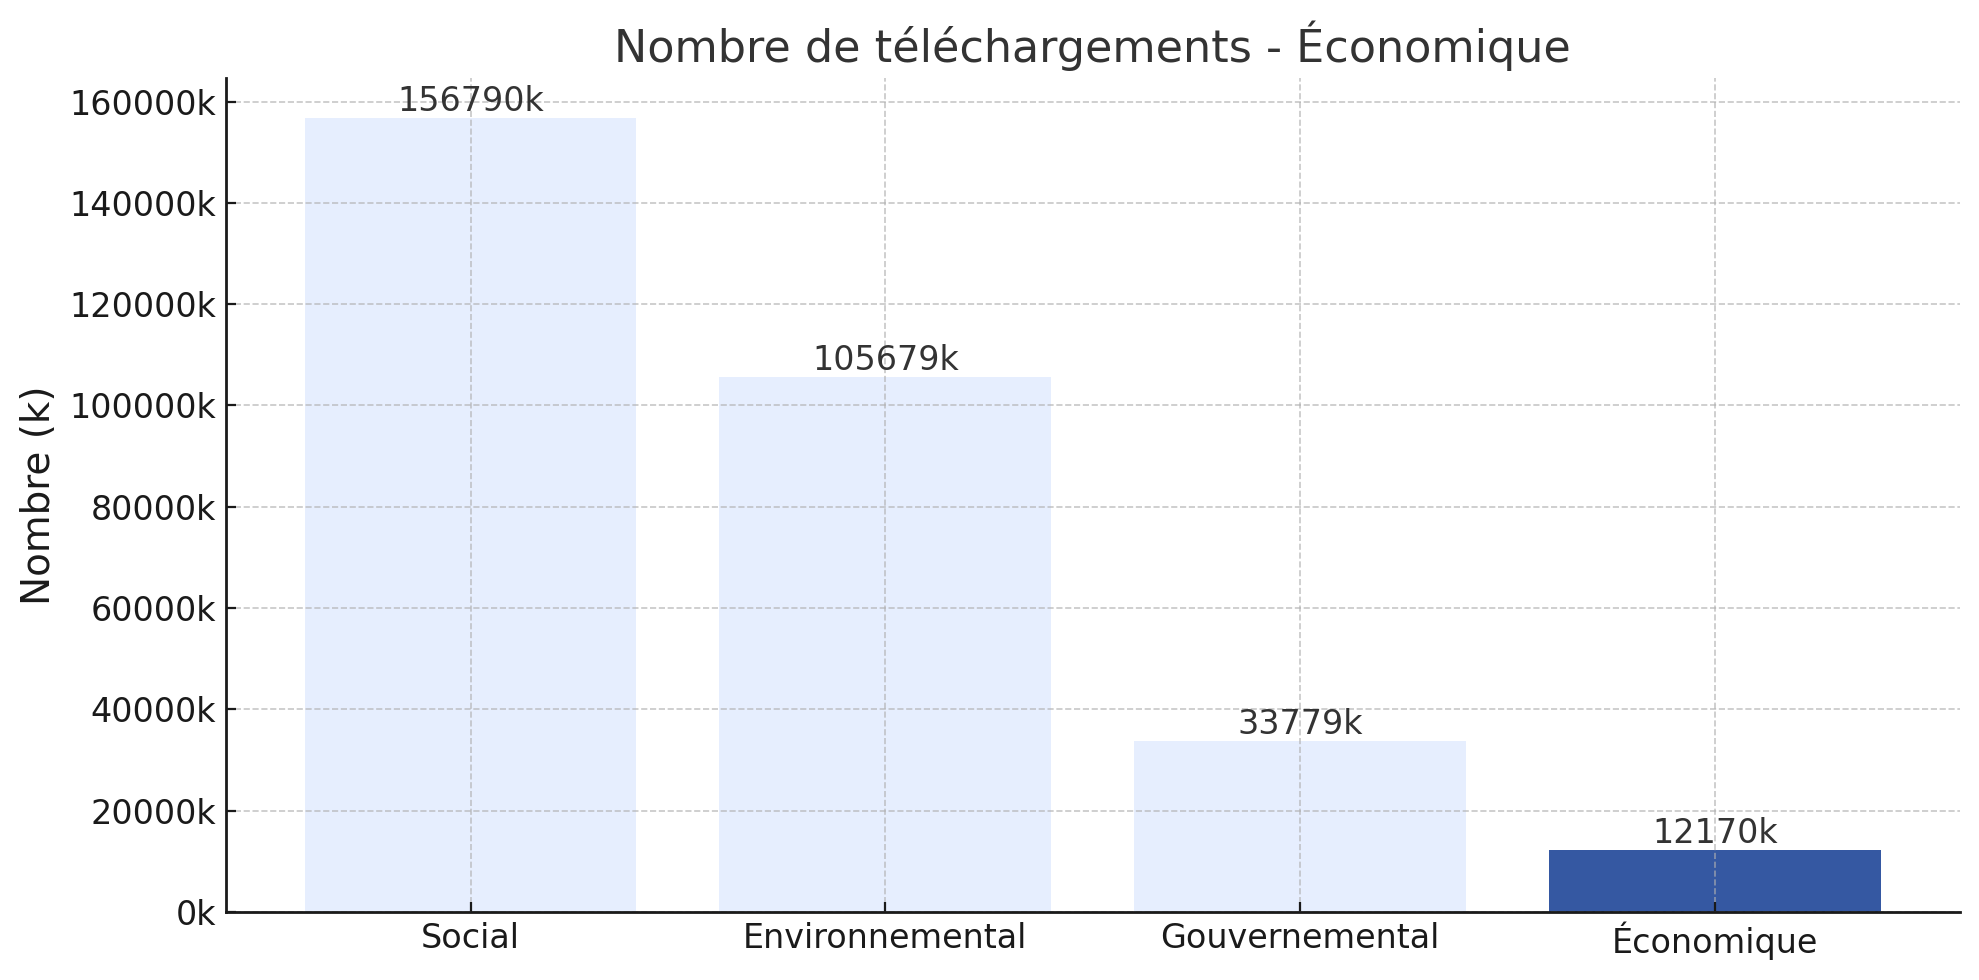 Nombre de téléchargements - Économique
Nombre (k)
160000k
140000k
120000k
100000k
80000k
60000k
40000k
20000k
0k
156790k
105679k
33779k
12170k
Social
Environnemental
Gouvernemental
Économique